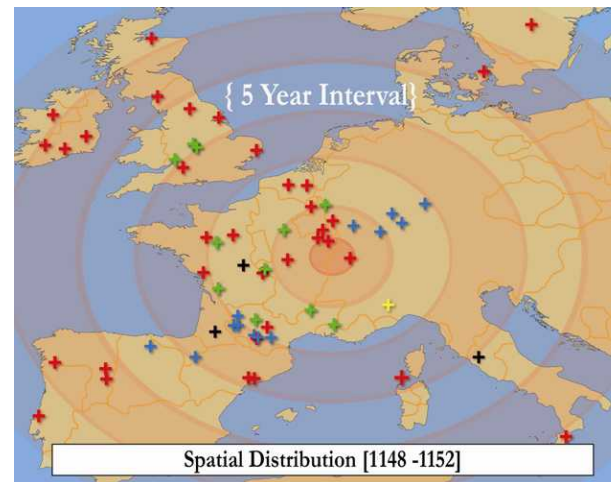 { 5 Year Interval}
Spatial Distribution [1148 -1152]